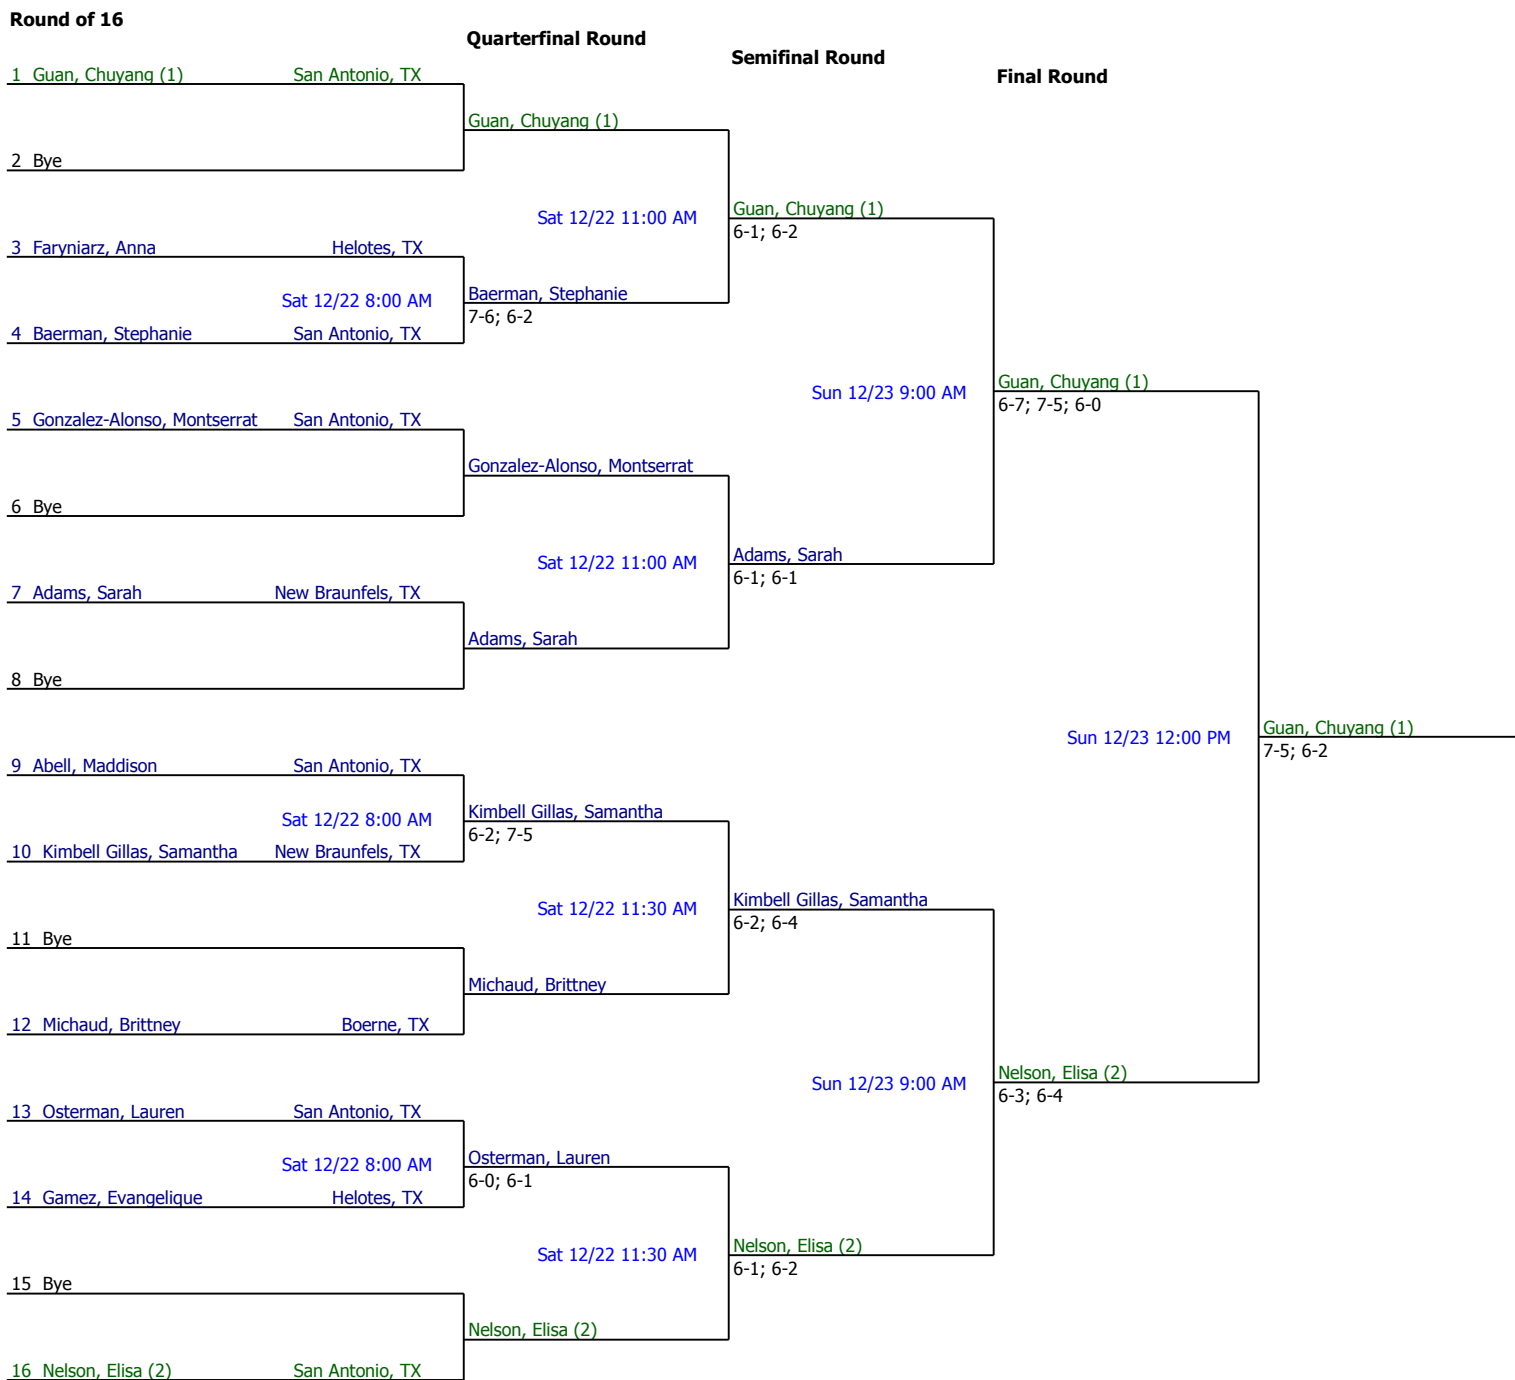 Round of 16
Quarterfinal Round
Semifinal Round
Final Round
1 Guan, Chuyang (1) San Antonio, TX
Guan, Chuyang (1)
2 Bye
Sat 12/22 11:00 AM
Guan, Chuyang (1)
6-1; 6-2
3 Faryniarz, Anna Helotes, TX
Sat 12/22 8:00 AM
Baerman, Stephanie
7-6; 6-2
4 Baerman, Stephanie San Antonio, TX
Sun 12/23 9:00 AM
Guan, Chuyang (1)
6-7; 7-5; 6-0
5 Gonzalez-Alonso, Montserrat San Antonio, TX
Gonzalez-Alonso, Montserrat
6 Bye
Sat 12/22 11:00 AM
Adams, Sarah
6-1; 6-1
7 Adams, Sarah New Braunfels, TX
Adams, Sarah
8 Bye
Sun 12/23 12:00 PM
Guan, Chuyang (1)
7-5; 6-2
9 Abell, Maddison San Antonio, TX
Sat 12/22 8:00 AM
Kimbell Gillas, Samantha
6-2; 7-5
10 Kimbell Gillas, Samantha New Braunfels, TX
Sat 12/22 11:30 AM
Kimbell Gillas, Samantha
6-2; 6-4
11 Bye
Michaud, Brittney
12 Michaud, Brittney Boerne, TX
Sun 12/23 9:00 AM
Nelson, Elisa (2)
6-3; 6-4
13 Osterman, Lauren San Antonio, TX
Sat 12/22 8:00 AM
Osterman, Lauren
6-0; 6-1
14 Gamez, Evangelique Helotes, TX
Sat 12/22 11:30 AM
Nelson, Elisa (2)
6-1; 6-2
15 Bye
Nelson, Elisa (2)
16 Nelson, Elisa (2) San Antonio, TX